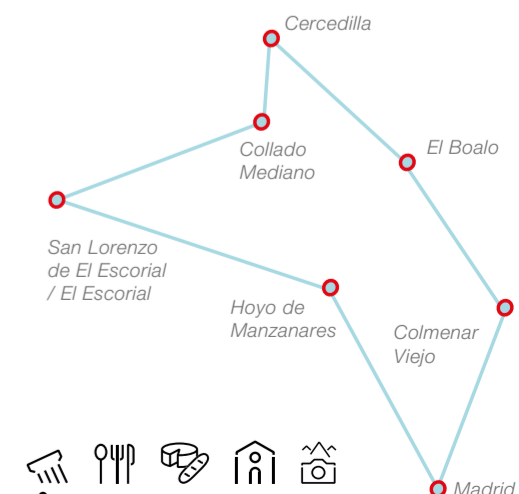 Cercedilla
Collado
Mediano
El Boalo
San Lorenzo
de El Escorial
/ El Escorial
Hoyo de
Manzanares
Colmenar
Viejo
Madrid